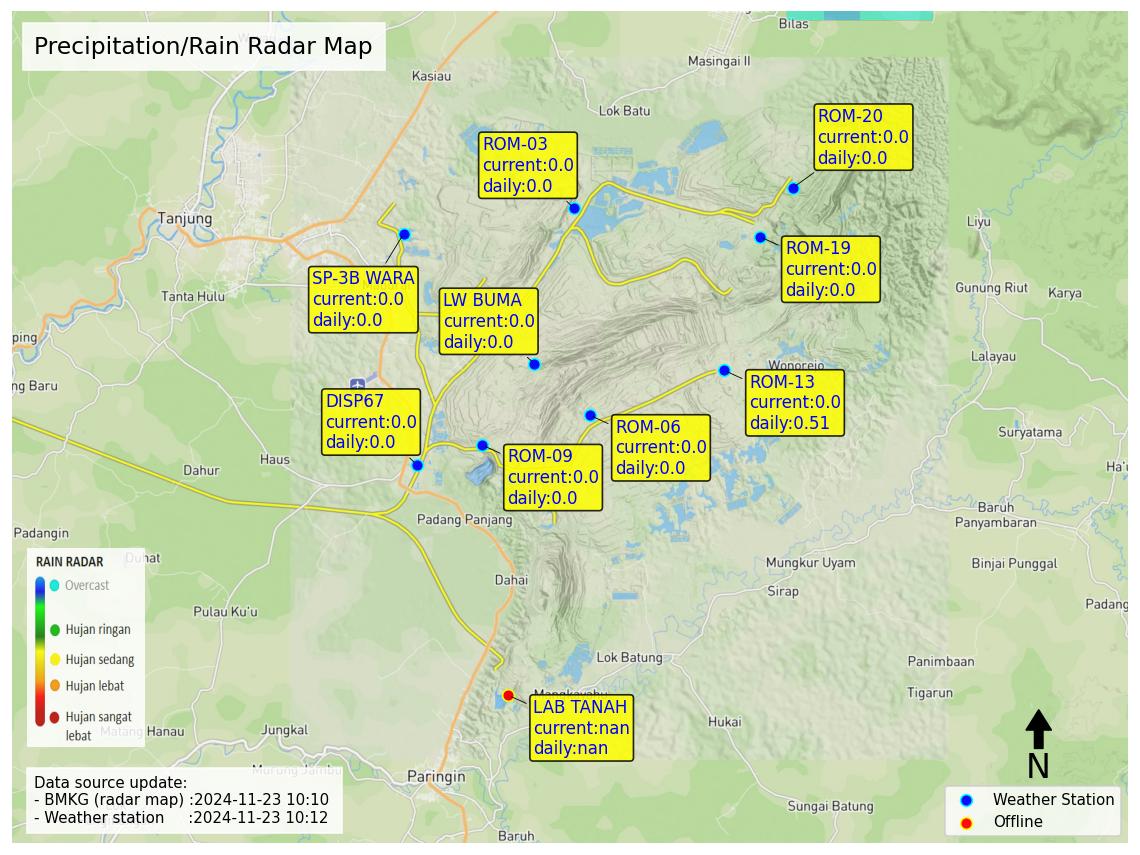 Precipitation/Rain Radar Map
Bilas
Masingai II
Kasiau
Lok Batu
ROM-20
current:0.0
daily:0.0
ROM-03
current:0.0
daily:0.0
Tanjung
Liyu
ROM-19
current:0.0
daily:0.0
SP-3B WARA
current:0.0
daily:0.0
Tanta Hulu
LW BUMA
current:0.0
daily:0.0
Gunung Riut
Karya
ping
Lalayau
Wonorejo
ng Baru
ROM-13
current:0.0
daily:0.51
DISP67
current:0.0
daily:0.0
ROM-06
current:0.0
daily:0.0
Suryatama
Haus
Dahur
ROM-09
current:0.0
daily:0.0
Ha'u
Baruh
Panyambaran
Padang Panjang
Padangin
Duhat
Mungkur Uyam
Binjai Punggal
RAIN RADAR
Overcast
Hujan ringan
Hujan sedang
Hujan lebat
Hujan sangat
lebat
Dahai
Sirap
Padang
Pulau Ku'u
Lok Batung
Panimbaan
Tigarun
LAB TANAH
current:nan
daily:nan
Hukai
Matang Hanau
Jungkal
Murung Jambu
Paringin
N
Data source update:
- BMKG (radar map) :2024-11-23 10:10
- Weather station :2024-11-23 10:12
Sungai Batung
Baruh
Weather Station
Offline